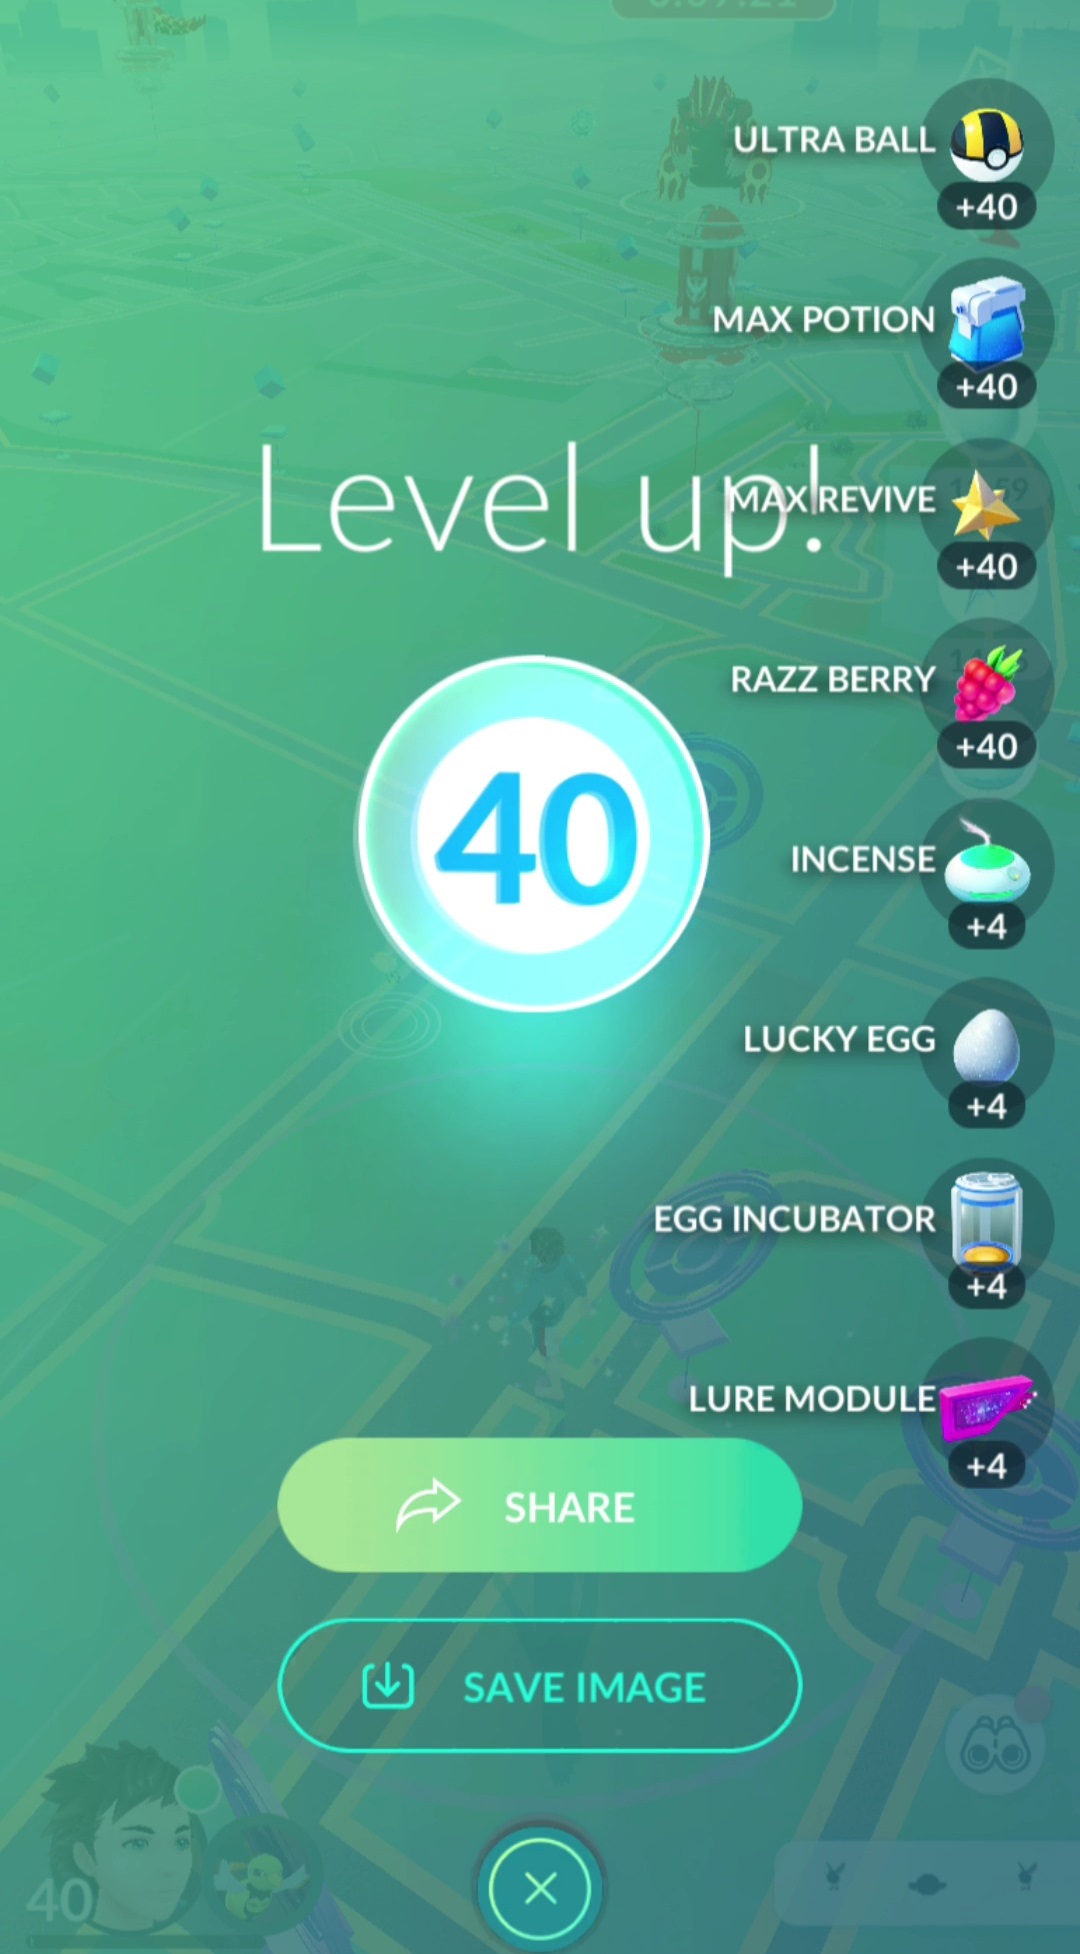 ULTRA BALL
+40
MAX POTION
+40
Level up!
MAX REVIVE
+40
RAZZ BERRY
+40
40
INCENSE
+4
LUCKY EGG
+4
EGG INCUBATOR
+4
LURE MODULE
+4
SHARE
SAVE IMAGE
40